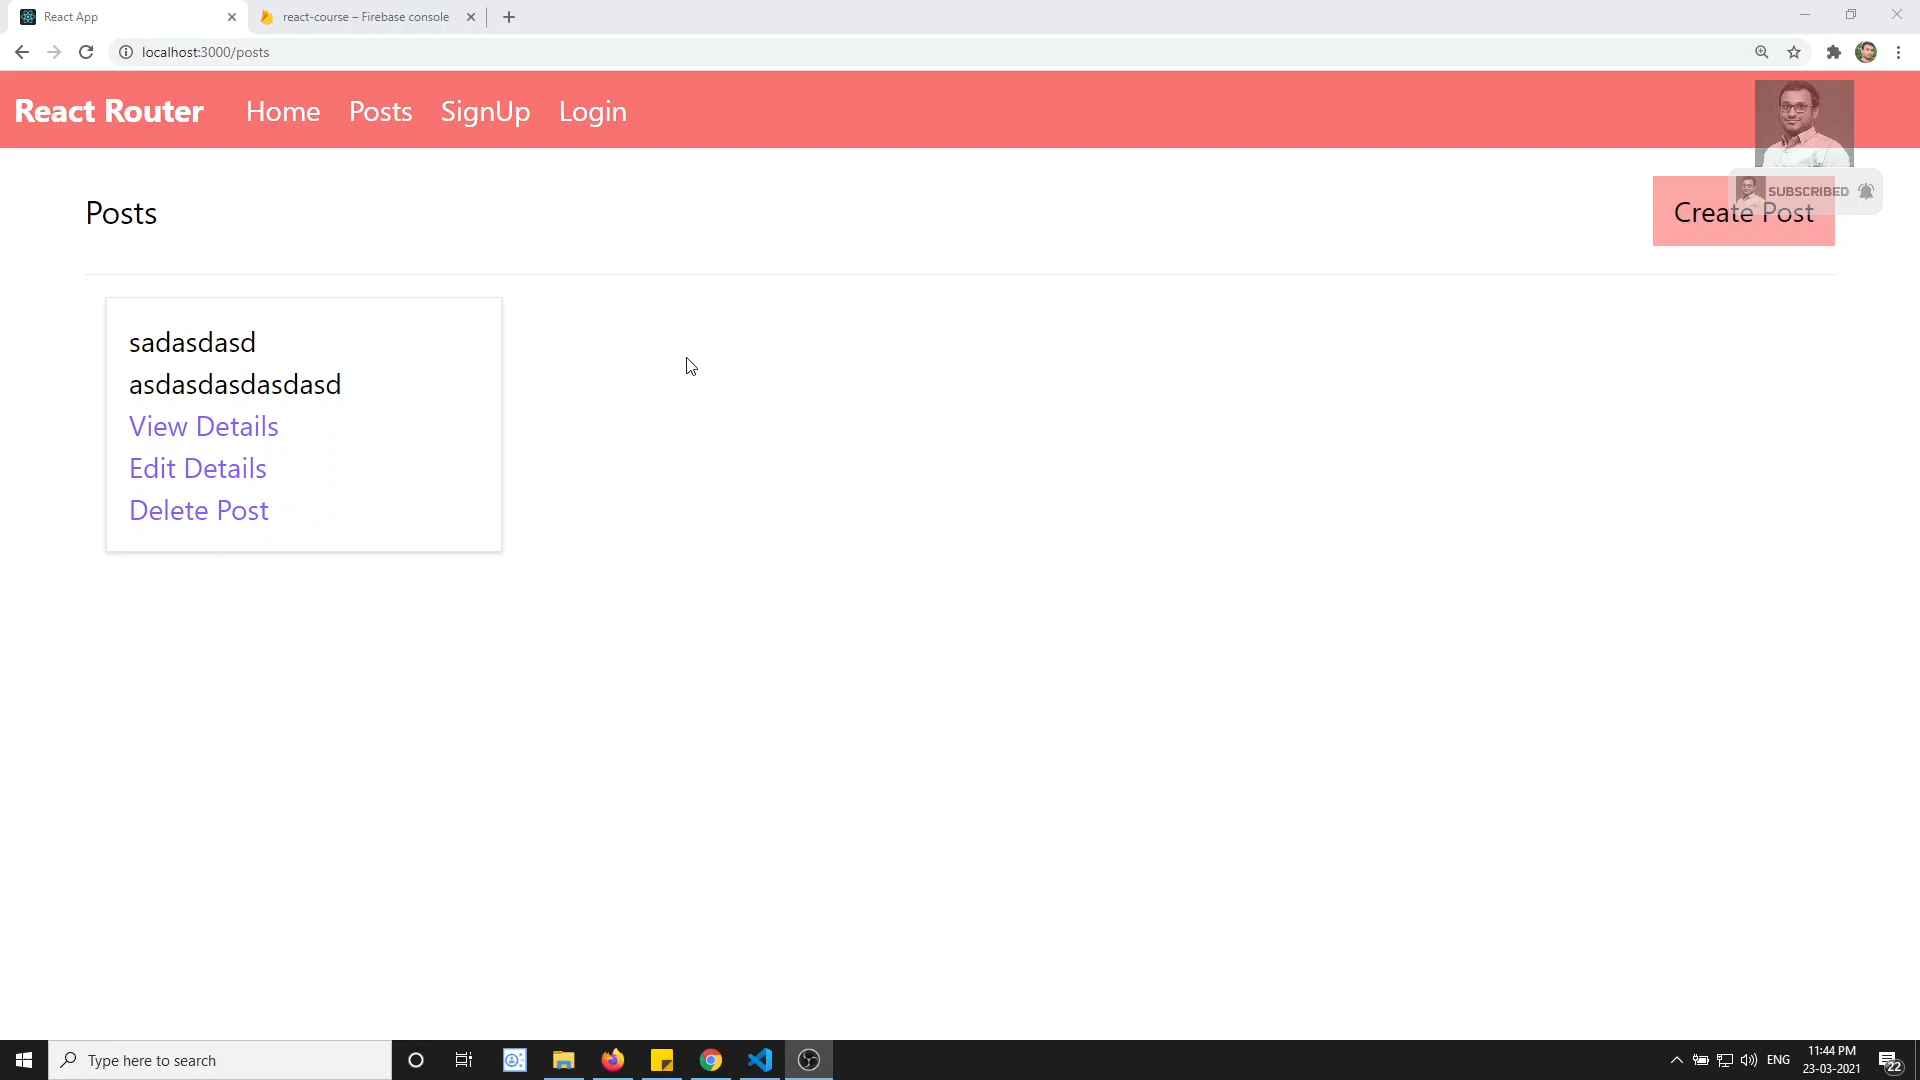 React App
react-course – Firebase console
localhost:3000/posts
React Router Home Posts SignUp Login
SUBSCRIBED
Posts
Create Post
sadasdasd
asdasdasdasdasd
View Details
Edit Details
Delete Post
Type here to search
ENG
11:44 PM
23-03-2021
22